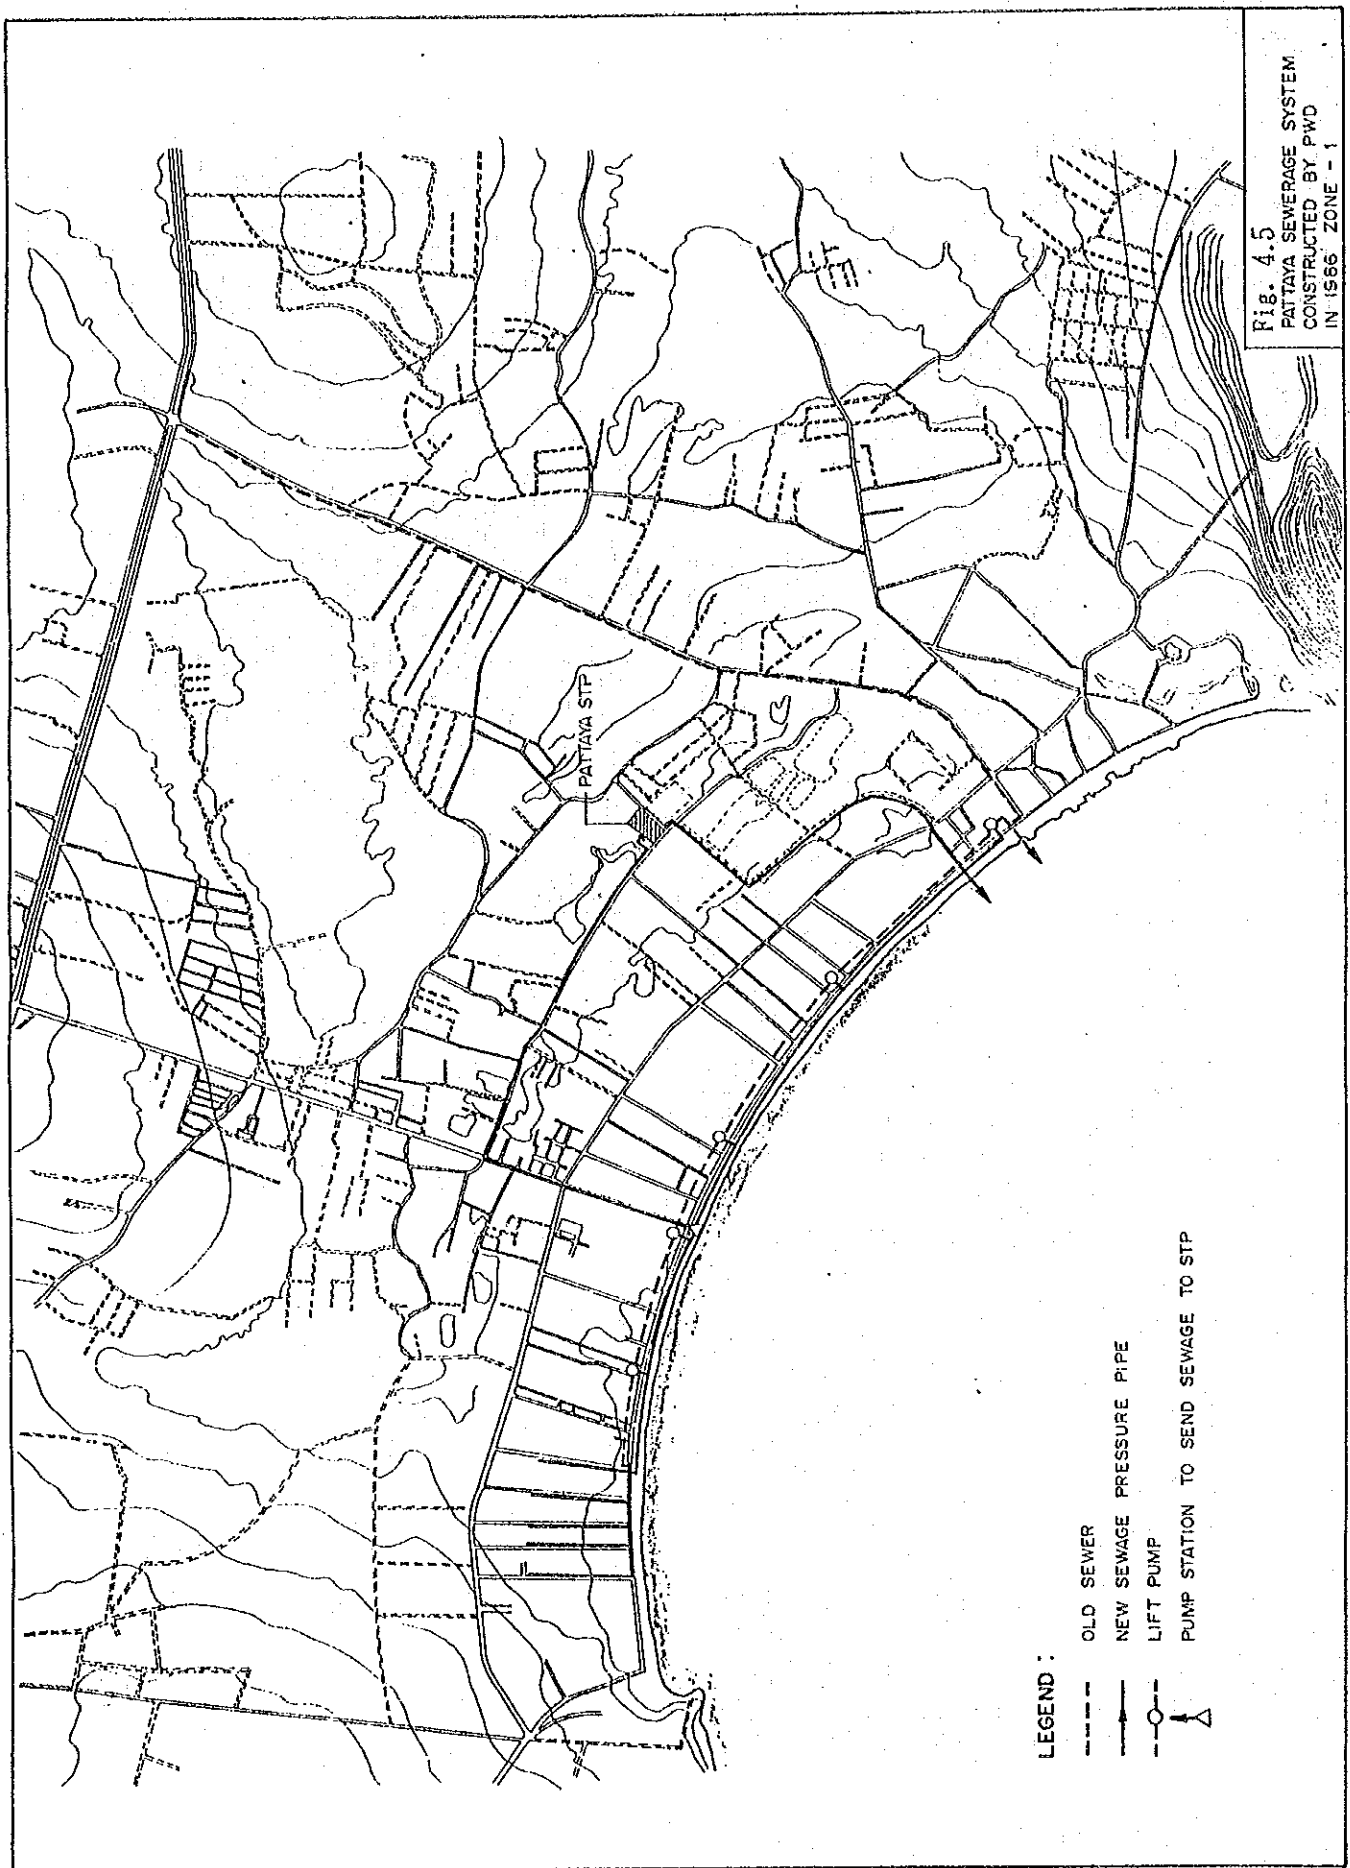 Fig. 4.5
PATTAYA SEWERAGE SYSTEM
CONSTRUCTED BY PWD
IN 1986 ZONE - 1
PATTAYA STP
LEGEND :
OLD SEWER
NEW SEWAGE PRESSURE PIPE
LIFT PUMP
PUMP STATION TO SEND SEWAGE TO STP